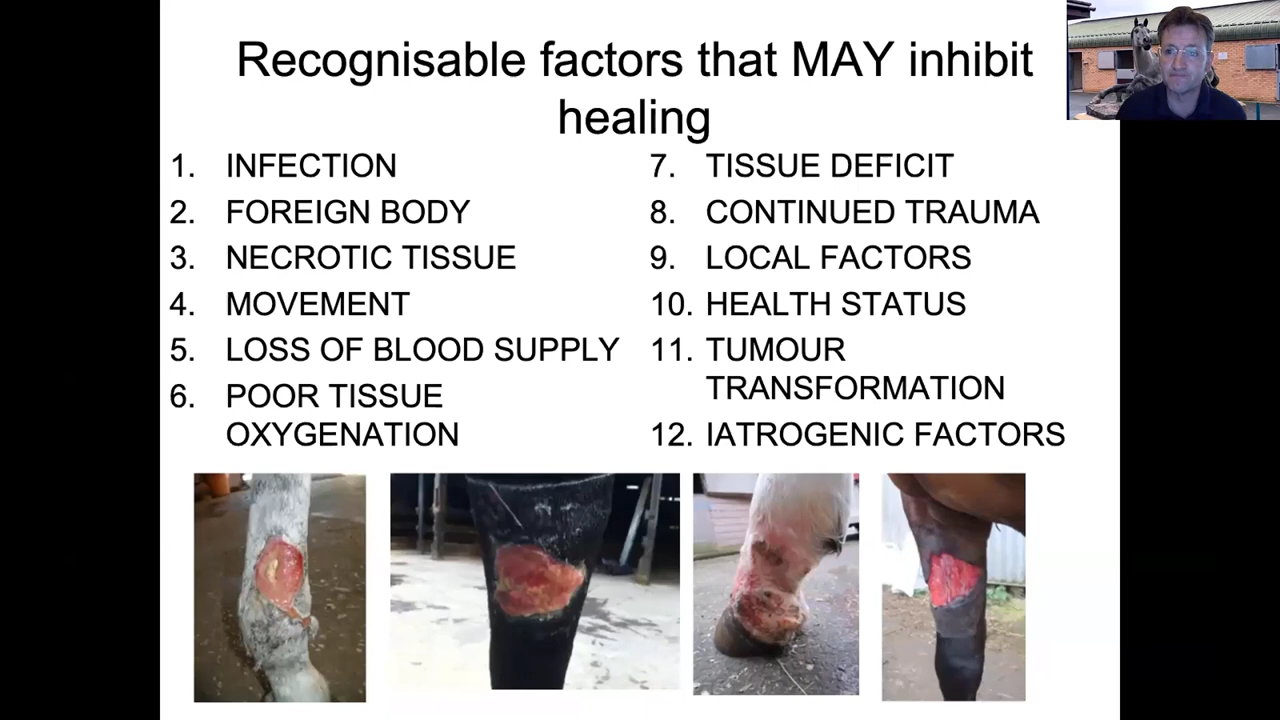 Recognisable factors that MAY inhibit
healing
1. INFECTION
2. FOREIGN BODY
3. NECROTIC TISSUE
4. MOVEMENT
5. LOSS OF BLOOD SUPPLY
6. POOR TISSUE
OXYGENATION
7. TISSUE DEFICIT
8. CONTINUED TRAUMA
9. LOCAL FACTORS
10. HEALTH STATUS
11. TUMOUR
TRANSFORMATION
12. IATROGENIC FACTORS